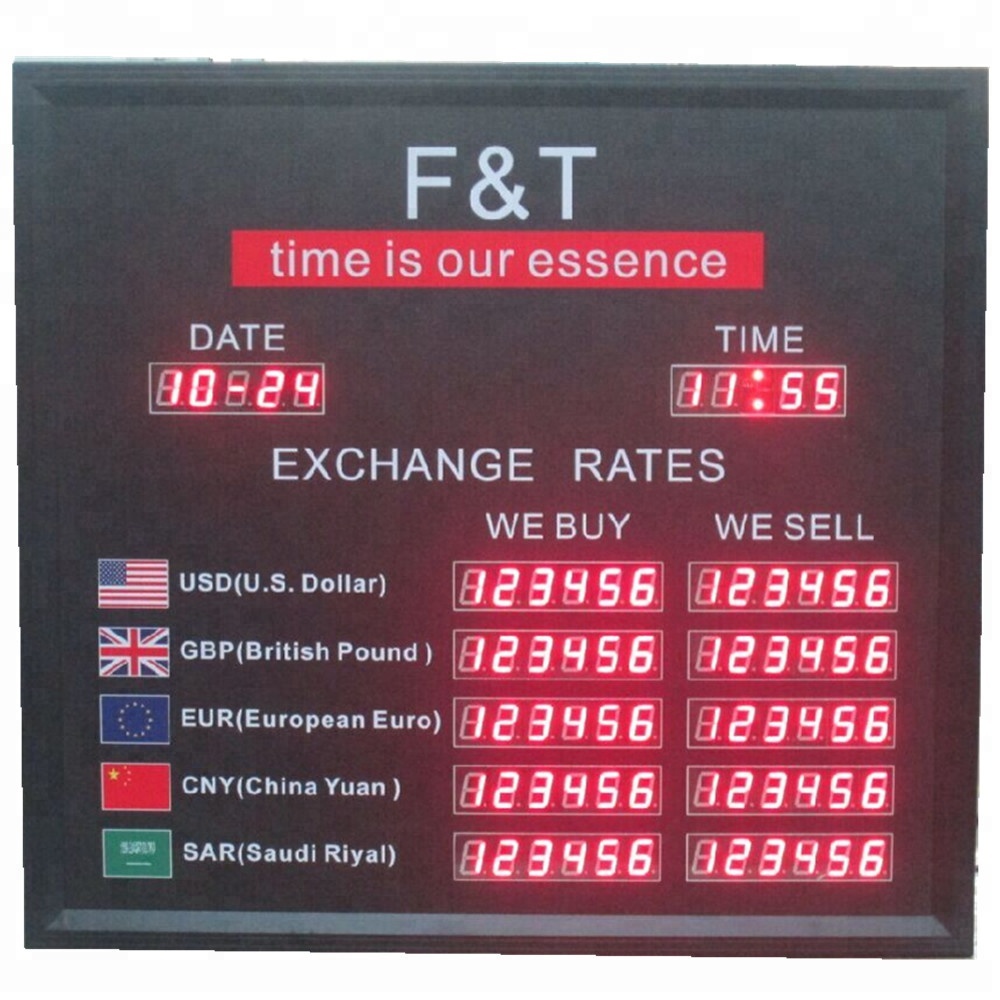 F&T
time is our essence
DATE TIME
10-24 11:55
EXCHANGE RATES
WE BUY WE SELL
USD(U.S. Dollar) 123456 123456
GBP(British Pound ) 123456 123456
EUR(European Euro) 123456 123456
CNY(China Yuan ) 123456 123456
SAR(Saudi Riyal) 123456 123456